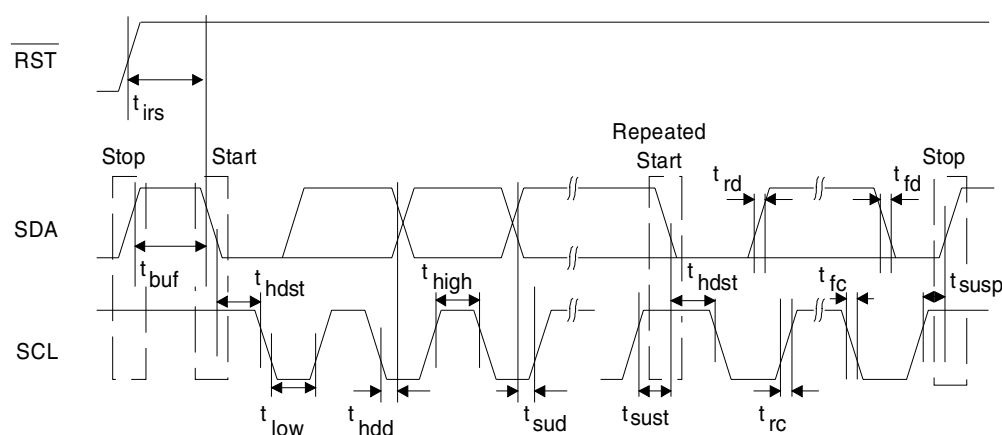 RST
t irs
Repeated
Stop Start Start Stop
t rd t fd
SDA
t buf t hdst t high t hdst t fc t susp
SCL
t low t hdd t sud t sust t rc